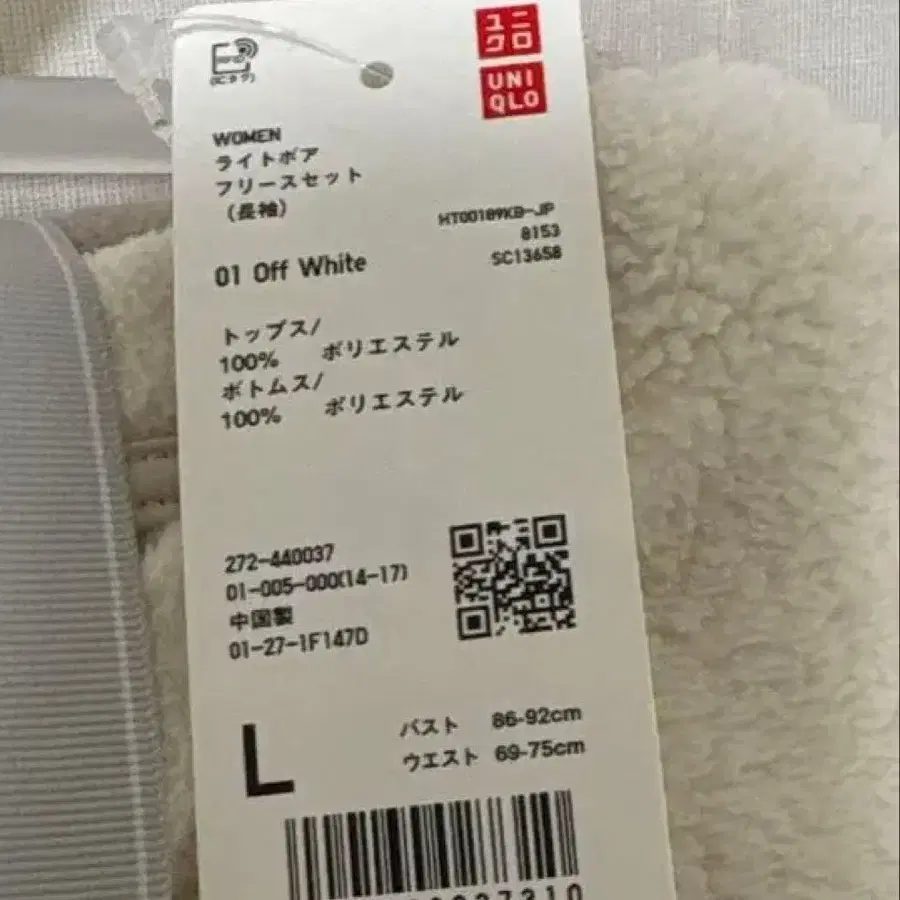 ユニ
クロ
UNI
QLO
WOMEN
ライトボア
フリースセット
(長袖)
HT00189KB-JP
8153
SC13658
01 Off White
トップス/
100% ポリエステル
ボトムス/
100% ポリエステル
272-440037
01-005-000(14-17)
中国製
01-27-1F147D
L
バスト 86-92cm
ウエスト 69-75cm